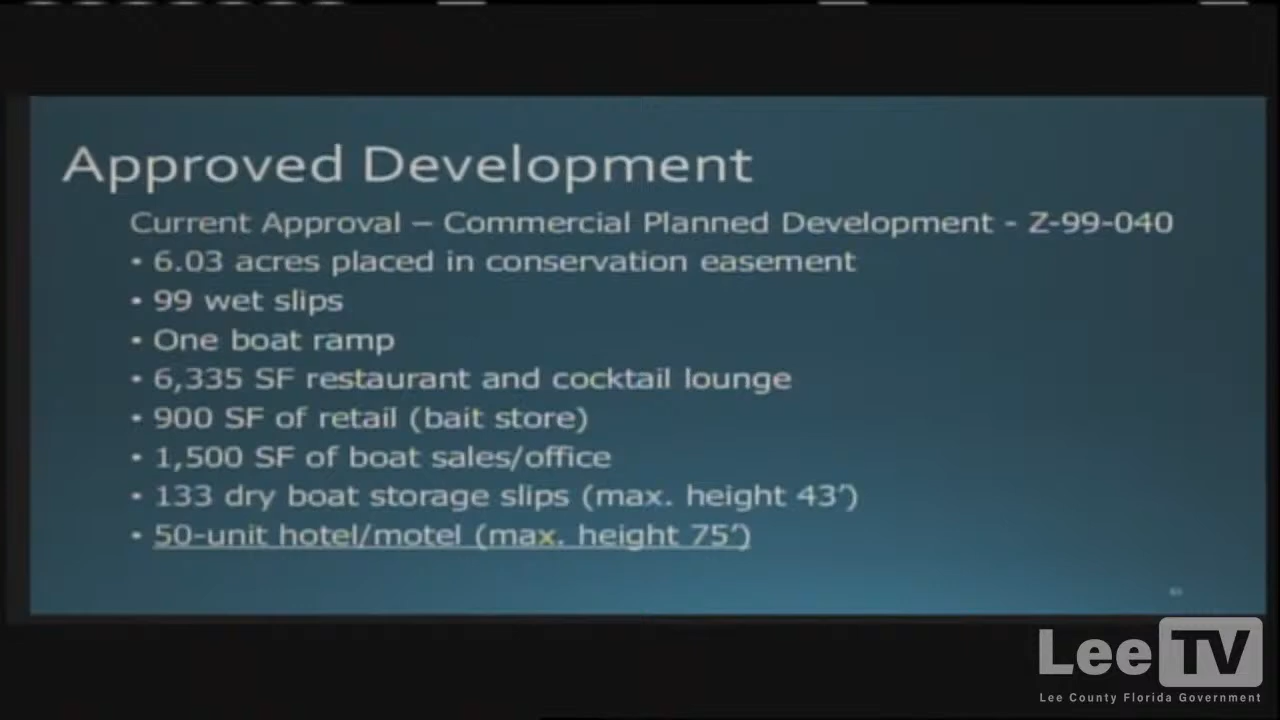 Approved Development
Current Approval – Commercial Planned Development - Z-99-040
• 6.03 acres placed in conservation easement
• 99 wet slips
• One boat ramp
• 6,335 SF restaurant and cocktail lounge
• 900 SF of retail (bait store)
• 1,500 SF of boat sales/office
• 133 dry boat storage slips (max. height 43')
• 50-unit hotel/motel (max. height 75')
Lee TV
Lee County Florida Government